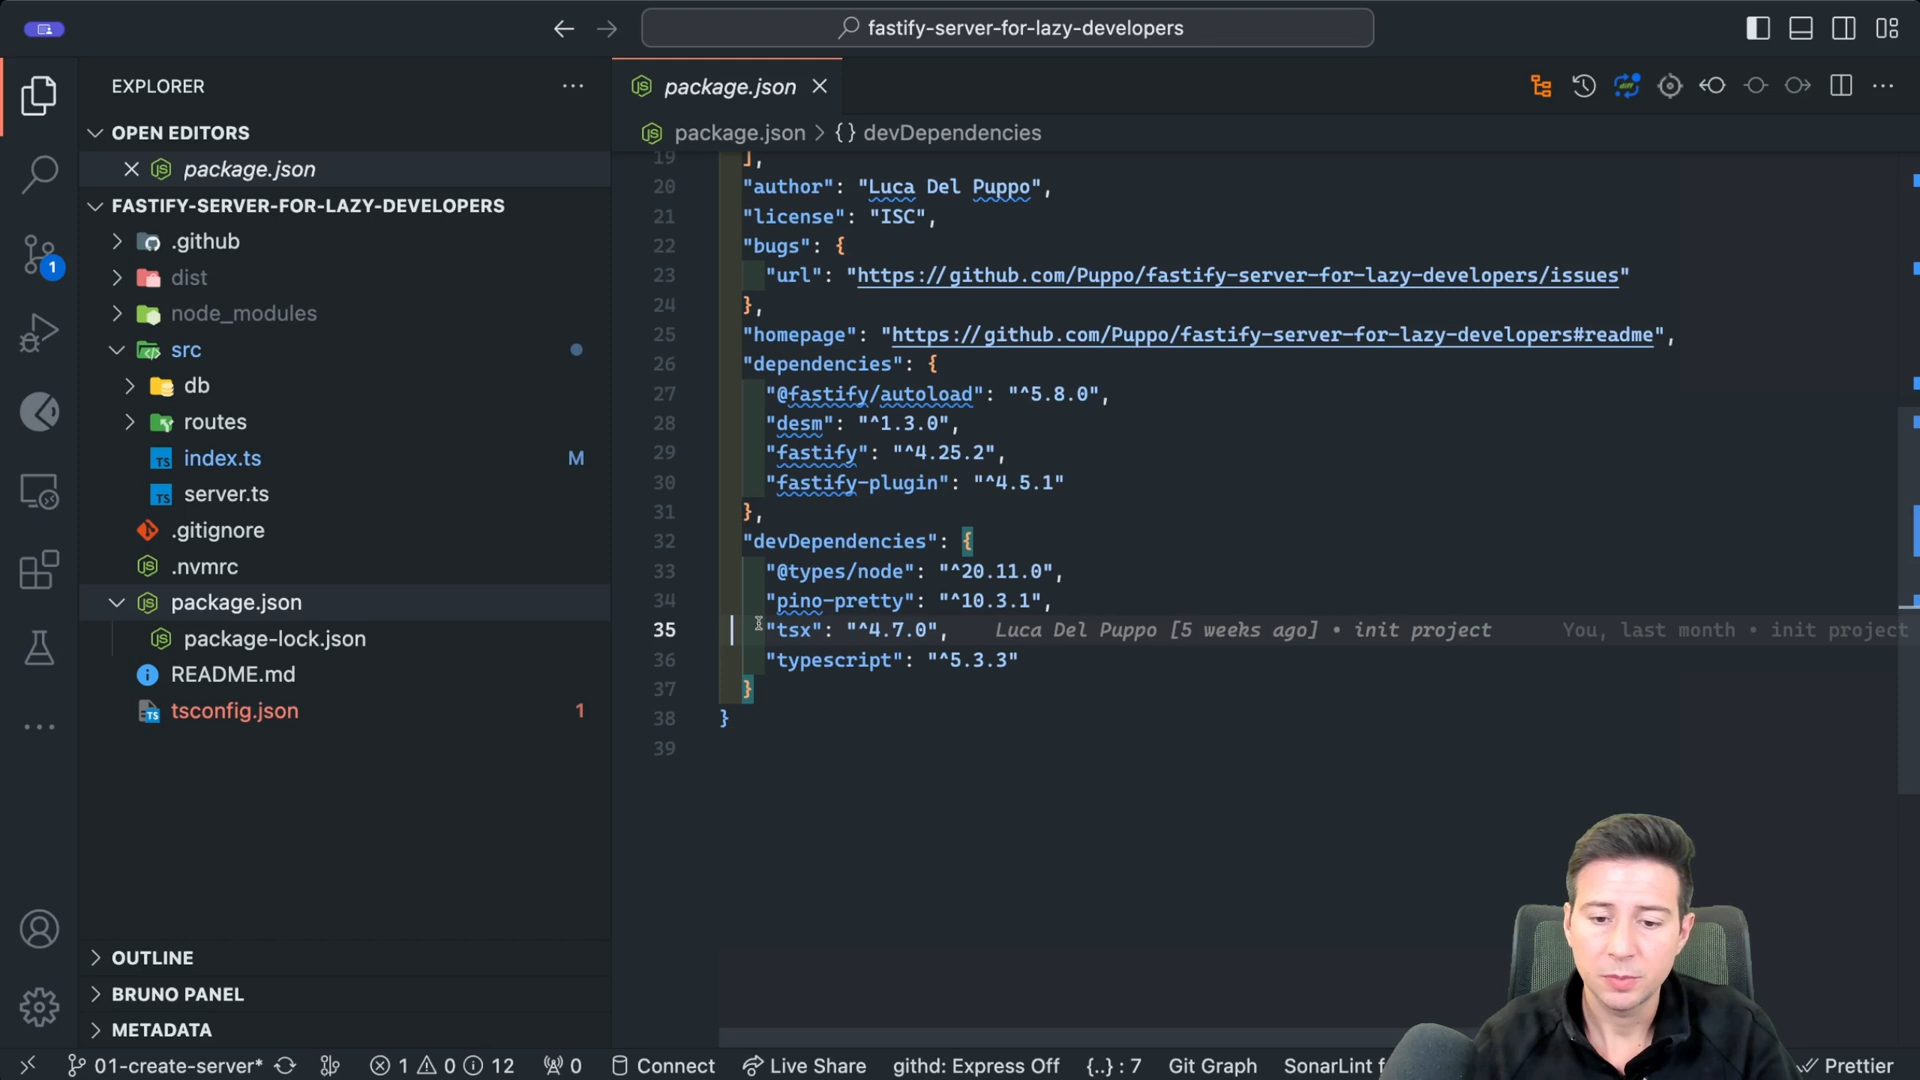 fastify-server-for-lazy-developers
EXPLORER
OPEN EDITORS
package.json
FASTIFY-SERVER-FOR-LAZY-DEVELOPERS
.github
dist
node_modules
src
db
routes
index.ts M
server.ts
.gitignore
.nvmrc
package.json
package-lock.json
README.md
tsconfig.json 1
OUTLINE
BRUNO PANEL
METADATA
1
package.json
package.json > {} devDependencies
19 ],
20 "author": "Luca Del Puppo",
21 "license": "ISC",
22 "bugs": {
23 "url": "https://github.com/Puppo/fastify-server-for-lazy-developers/issues"
24 },
25 "homepage": "https://github.com/Puppo/fastify-server-for-lazy-developers#readme",
26 "dependencies": {
27 "@fastify/autoload": "^5.8.0",
28 "desm": "^1.3.0",
29 "fastify": "^4.25.2",
30 "fastify-plugin": "^4.5.1"
31 },
32 "devDependencies": {
33 "@types/node": "^20.11.0",
34 "pino-pretty": "^10.3.1",
35 "tsx": "^4.7.0", Luca Del Puppo [5 weeks ago] • init project You, last month • init project
36 "typescript": "^5.3.3"
37 }
38 }
39
01-create-server* 1 0 12 0 Connect Live Share githd: Express Off {..} : 7 Git Graph SonarLint Prettier